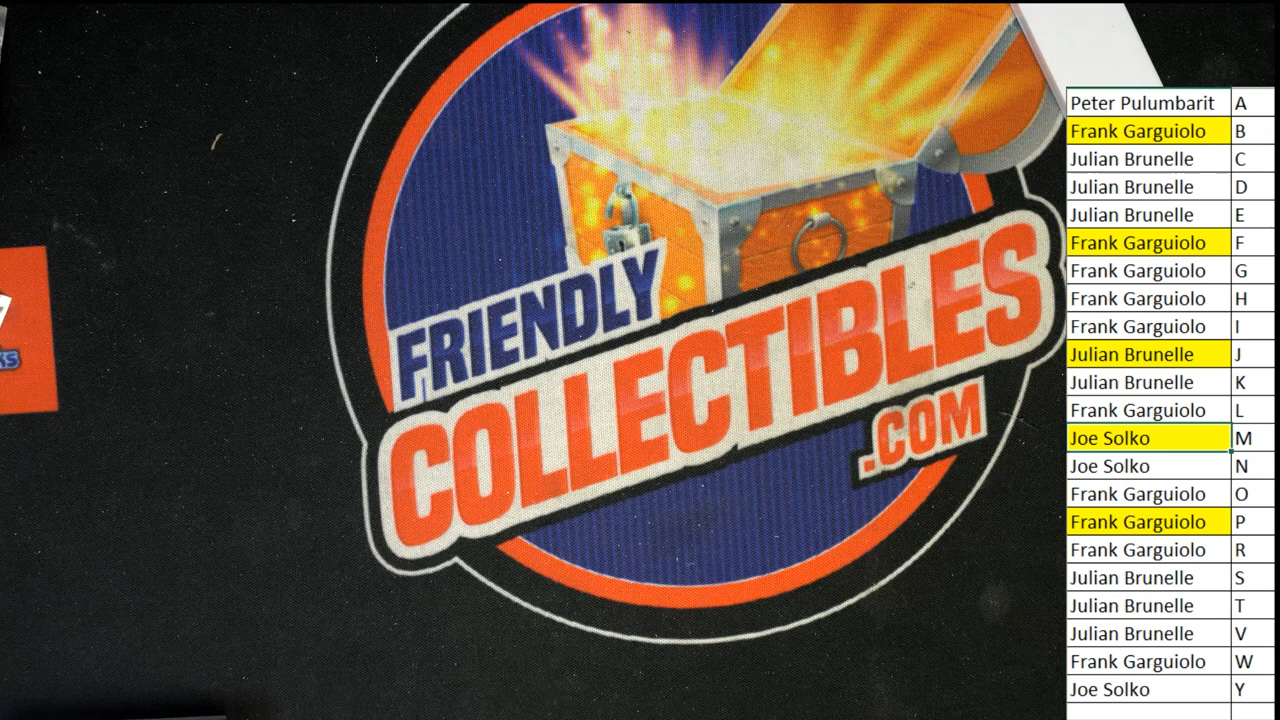 FRIENDLY
COLLECTIBLES
.COM
KS
Peter Pulumbarit A
Frank Garguiolo B
Julian Brunelle C
Julian Brunelle D
Julian Brunelle E
Frank Garguiolo F
Frank Garguiolo G
Frank Garguiolo H
Frank Garguiolo I
Julian Brunelle J
Julian Brunelle K
Frank Garguiolo L
Joe Solko M
Joe Solko N
Frank Garguiolo O
Frank Garguiolo P
Frank Garguiolo R
Julian Brunelle S
Julian Brunelle T
Julian Brunelle V
Frank Garguiolo W
Joe Solko Y